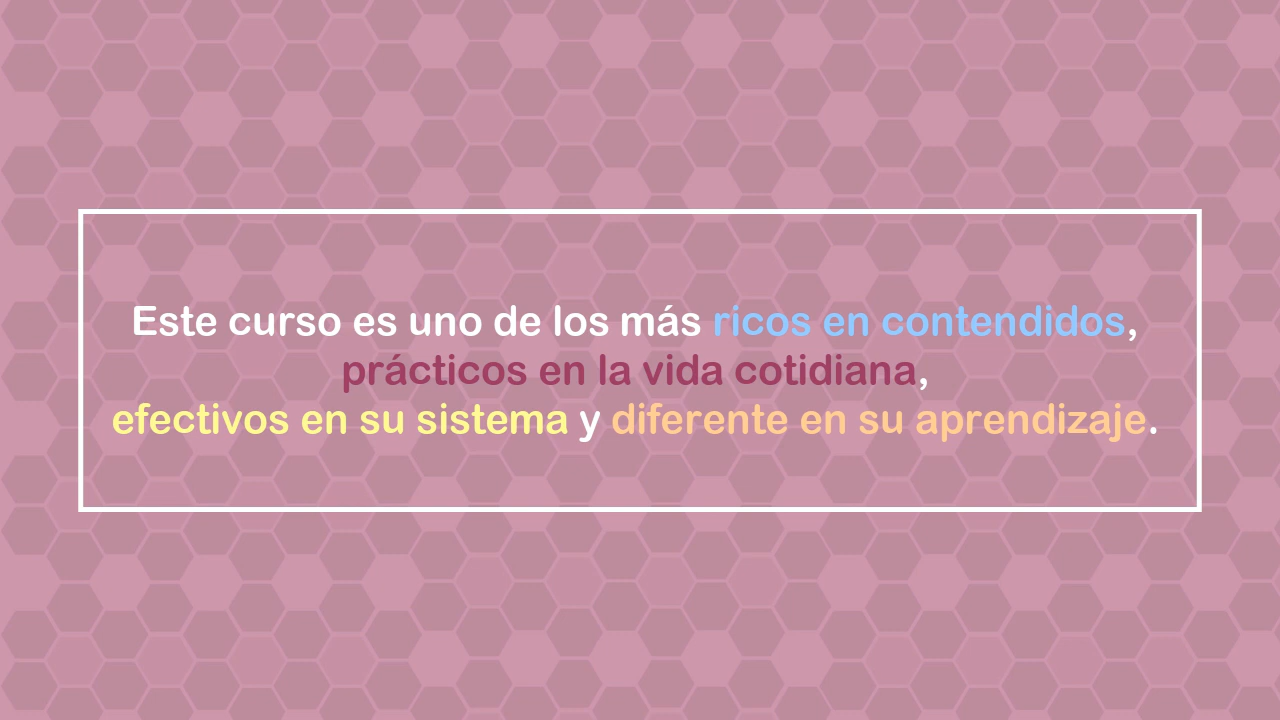 Este curso es uno de los más ricos en contendidos,
prácticos en la vida cotidiana,
efectivos en su sistema y diferente en su aprendizaje.